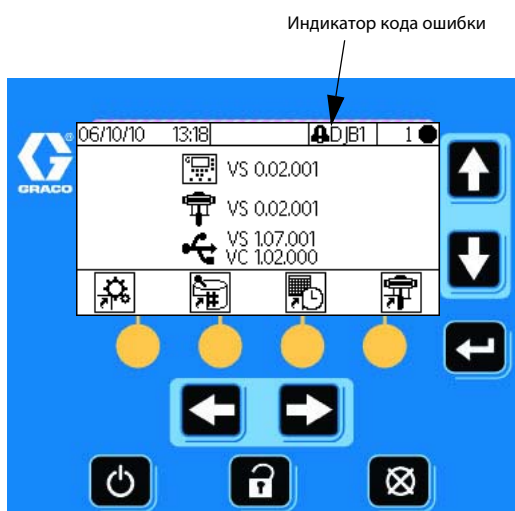 Индикатор кода ошибки
GRACO
06/10/10 13:18 DJB1 1
VS 0.02.001
VS 0.02.001
VS 1.07.001
VC 1.02.000